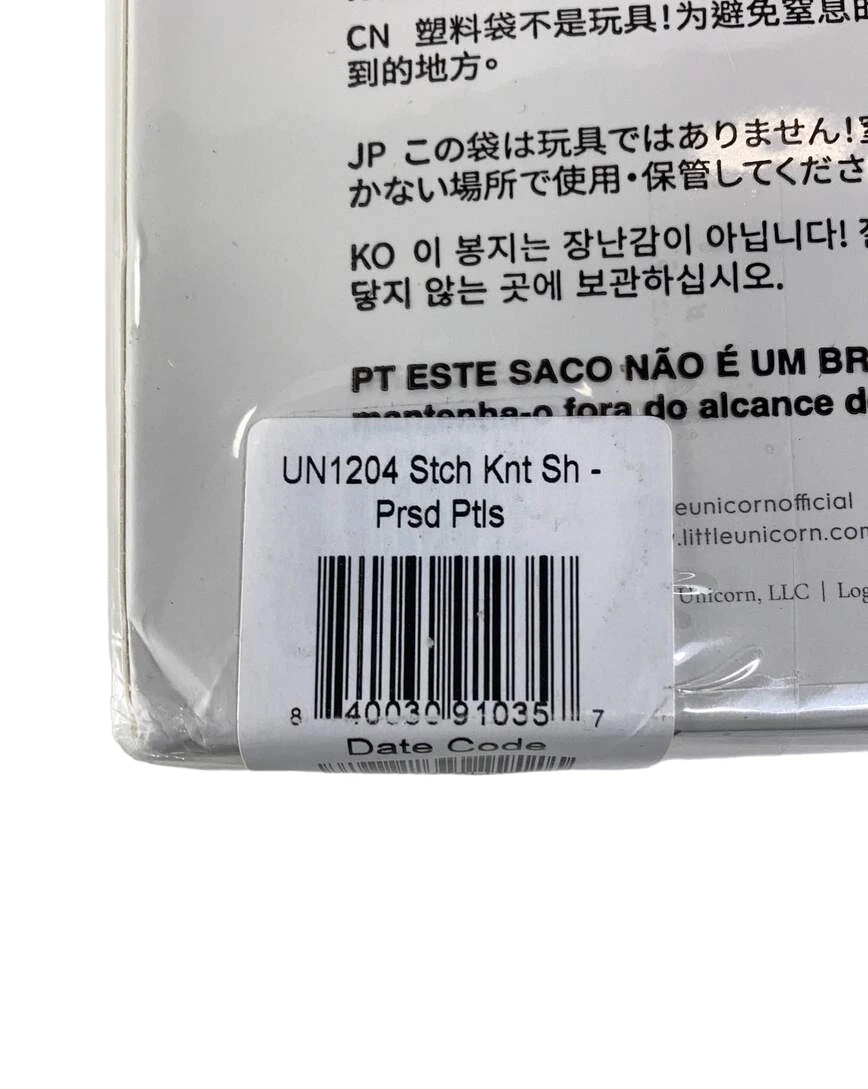 CN 塑料袋不是玩具!为避免窒息的
到的地方。
JP この袋は玩具ではありません!
かない場所で使用・保管してくださ
KO 이 봉지는 장난감이 아닙니다!
닿지 않는 곳에 보관하십시오.
PT ESTE SACO NÃO É UM BR
mantenha-o fora do alcance d
eunicornofficial
.littleunicorn.com
Unicorn, LLC | Log
UN1204 Stch Knt Sh -
Prsd Ptls
8 40030 91035 7
Date Code